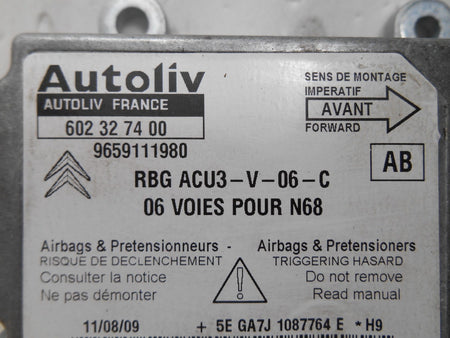 Autoliv
AUTOLIV FRANCE
602 32 74 00
9659111980
SENS DE MONTAGE
IMPERATIF
AVANT
FORWARD
AB
RBG ACU3-V-06-C
06 VOIES POUR N68
Airbags & Pretensionneurs -
RISQUE DE DECLENCHEMENT
Consulter la notice
Ne pas démonter
Airbags & Pretensioners
TRIGGERING HASARD
Do not remove
Read manual
!
11/08/09 + 5E GA7J 1087764 E *H9